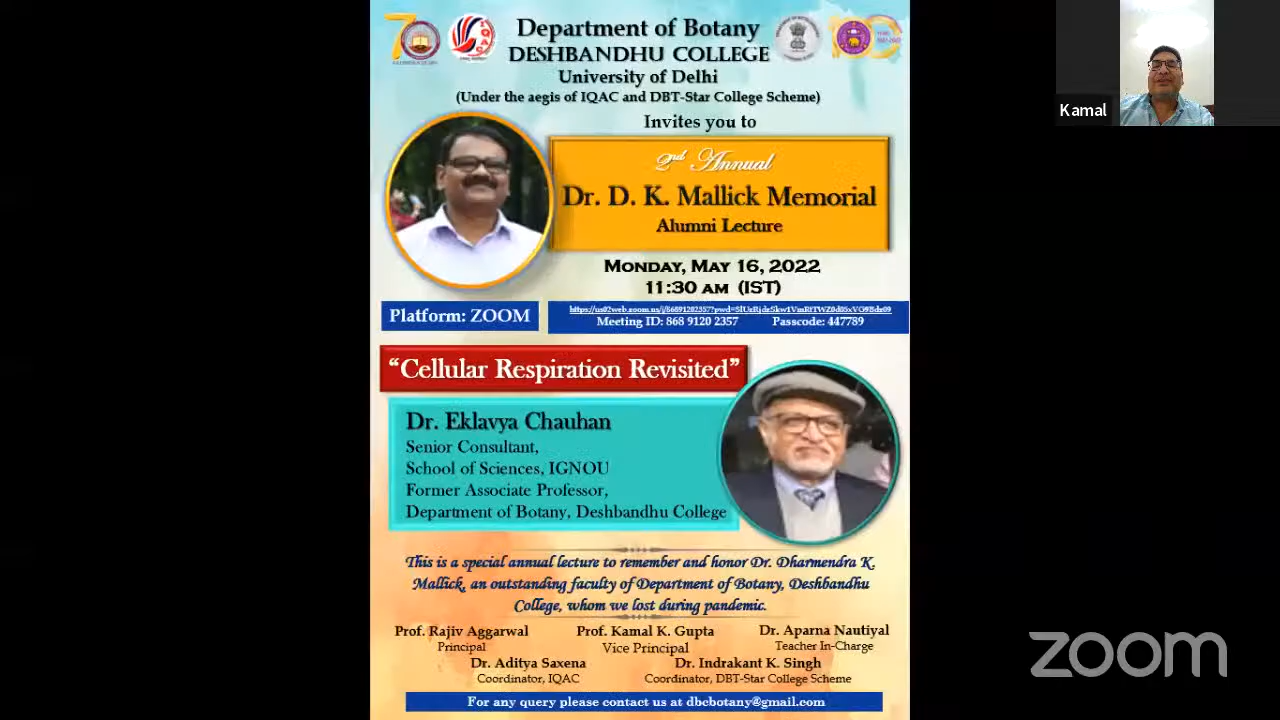 Department of Botany
DESHBANDHU COLLEGE
University of Delhi
(Under the aegis of IQAC and DBT-Star College Scheme)
Invites you to
2nd Annual
Dr. D. K. Mallick Memorial
Alumni Lecture
MONDAY, MAY 16, 2022
11:30 AM (IST)
Platform: ZOOM
Meeting ID: 868 9120 2357 Passcode: 447789
“Cellular Respiration Revisited”
Dr. Eklavya Chauhan
Senior Consultant,
School of Sciences, IGNOU
Former Associate Professor,
Department of Botany, Deshbandhu College
This is a special annual lecture to remember and honor Dr. Dharmendra K.
Mallick, an outstanding faculty of Department of Botany, Deshbandhu
College, whom we lost during pandemic.
Prof. Rajiv Aggarwal Prof. Kamal K. Gupta Dr. Aparna Nautiyal
Principal Vice Principal Teacher In-Charge
Dr. Aditya Saxena Dr. Indrakant K. Singh
Coordinator, IQAC Coordinator, DBT-Star College Scheme
For any query please contact us at dbcbotany@gmail.com
Kamal
zoom